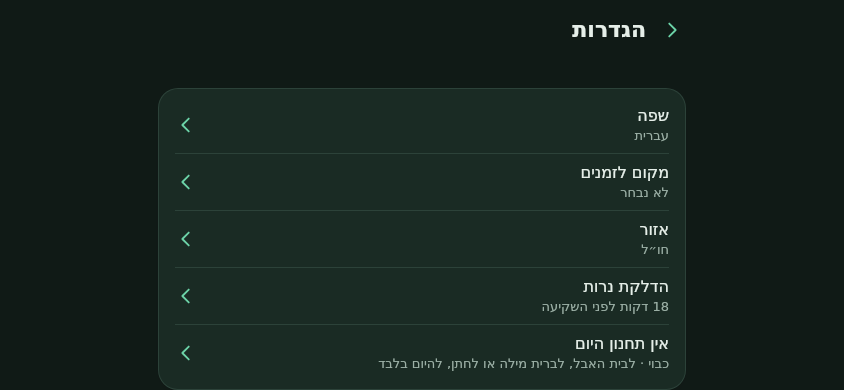 הגדרות
שפה
עברית
מקום לזמנים
לא נבחר
אזור
חו״ל
הדלקת נרות
18 דקות לפני השקיעה
אין תחנון היום
כבוי · לבית האבל, לברית מילה או לחתן, להיום בלבד